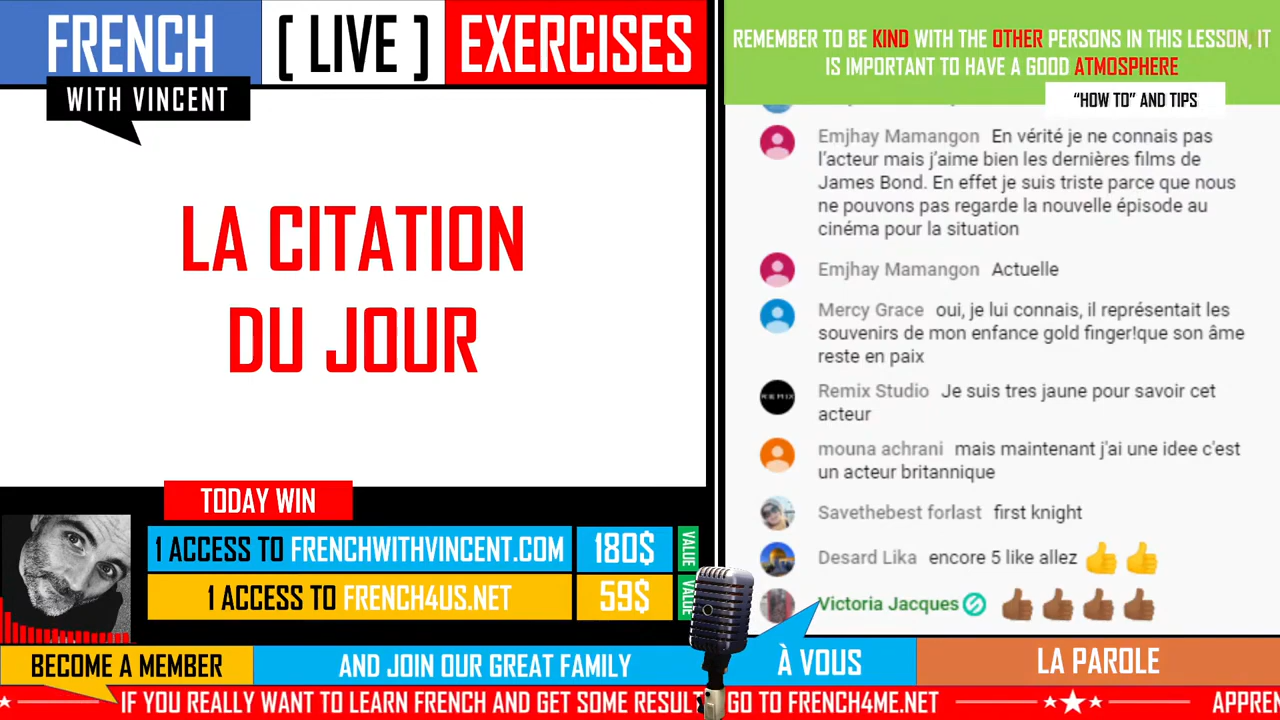 FRENCH
[ LIVE ]
EXERCISES
WITH VINCENT
LA CITATION
DU JOUR
TODAY WIN
1 ACCESS TO FRENCHWITHVINCENT.COM
180$
VALUE
1 ACCESS TO FRENCH4US.NET
59$
VALUE
REMEMBER TO BE KIND WITH THE OTHER PERSONS IN THIS LESSON, IT
IS IMPORTANT TO HAVE A GOOD ATMOSPHERE
“HOW TO” AND TIPS
Emjhay Mamangon En vérité je ne connais pas
l'acteur mais j'aime bien les dernières films de
James Bond. En effet je suis triste parce que nous
ne pouvons pas regarde la nouvelle épisode au
cinéma pour la situation
Emjhay Mamangon Actuelle
Mercy Grace oui, je lui connais, il représentait les
souvenirs de mon enfance gold finger!que son âme
reste en paix
Remix Studio Je suis tres jaune pour savoir cet
acteur
mouna achrani mais maintenant j'ai une idee c'est
un acteur britannique
Savethebest forlast first knight
Desard Lika encore 5 like allez 👍👍
Victoria Jacques 👍🏾👍🏾👍🏾👍🏾
BECOME A MEMBER
AND JOIN OUR GREAT FAMILY
À VOUS
LA PAROLE
IF YOU REALLY WANT TO LEARN FRENCH AND GET SOME RESULT GO TO FRENCH4ME.NET
APPREN